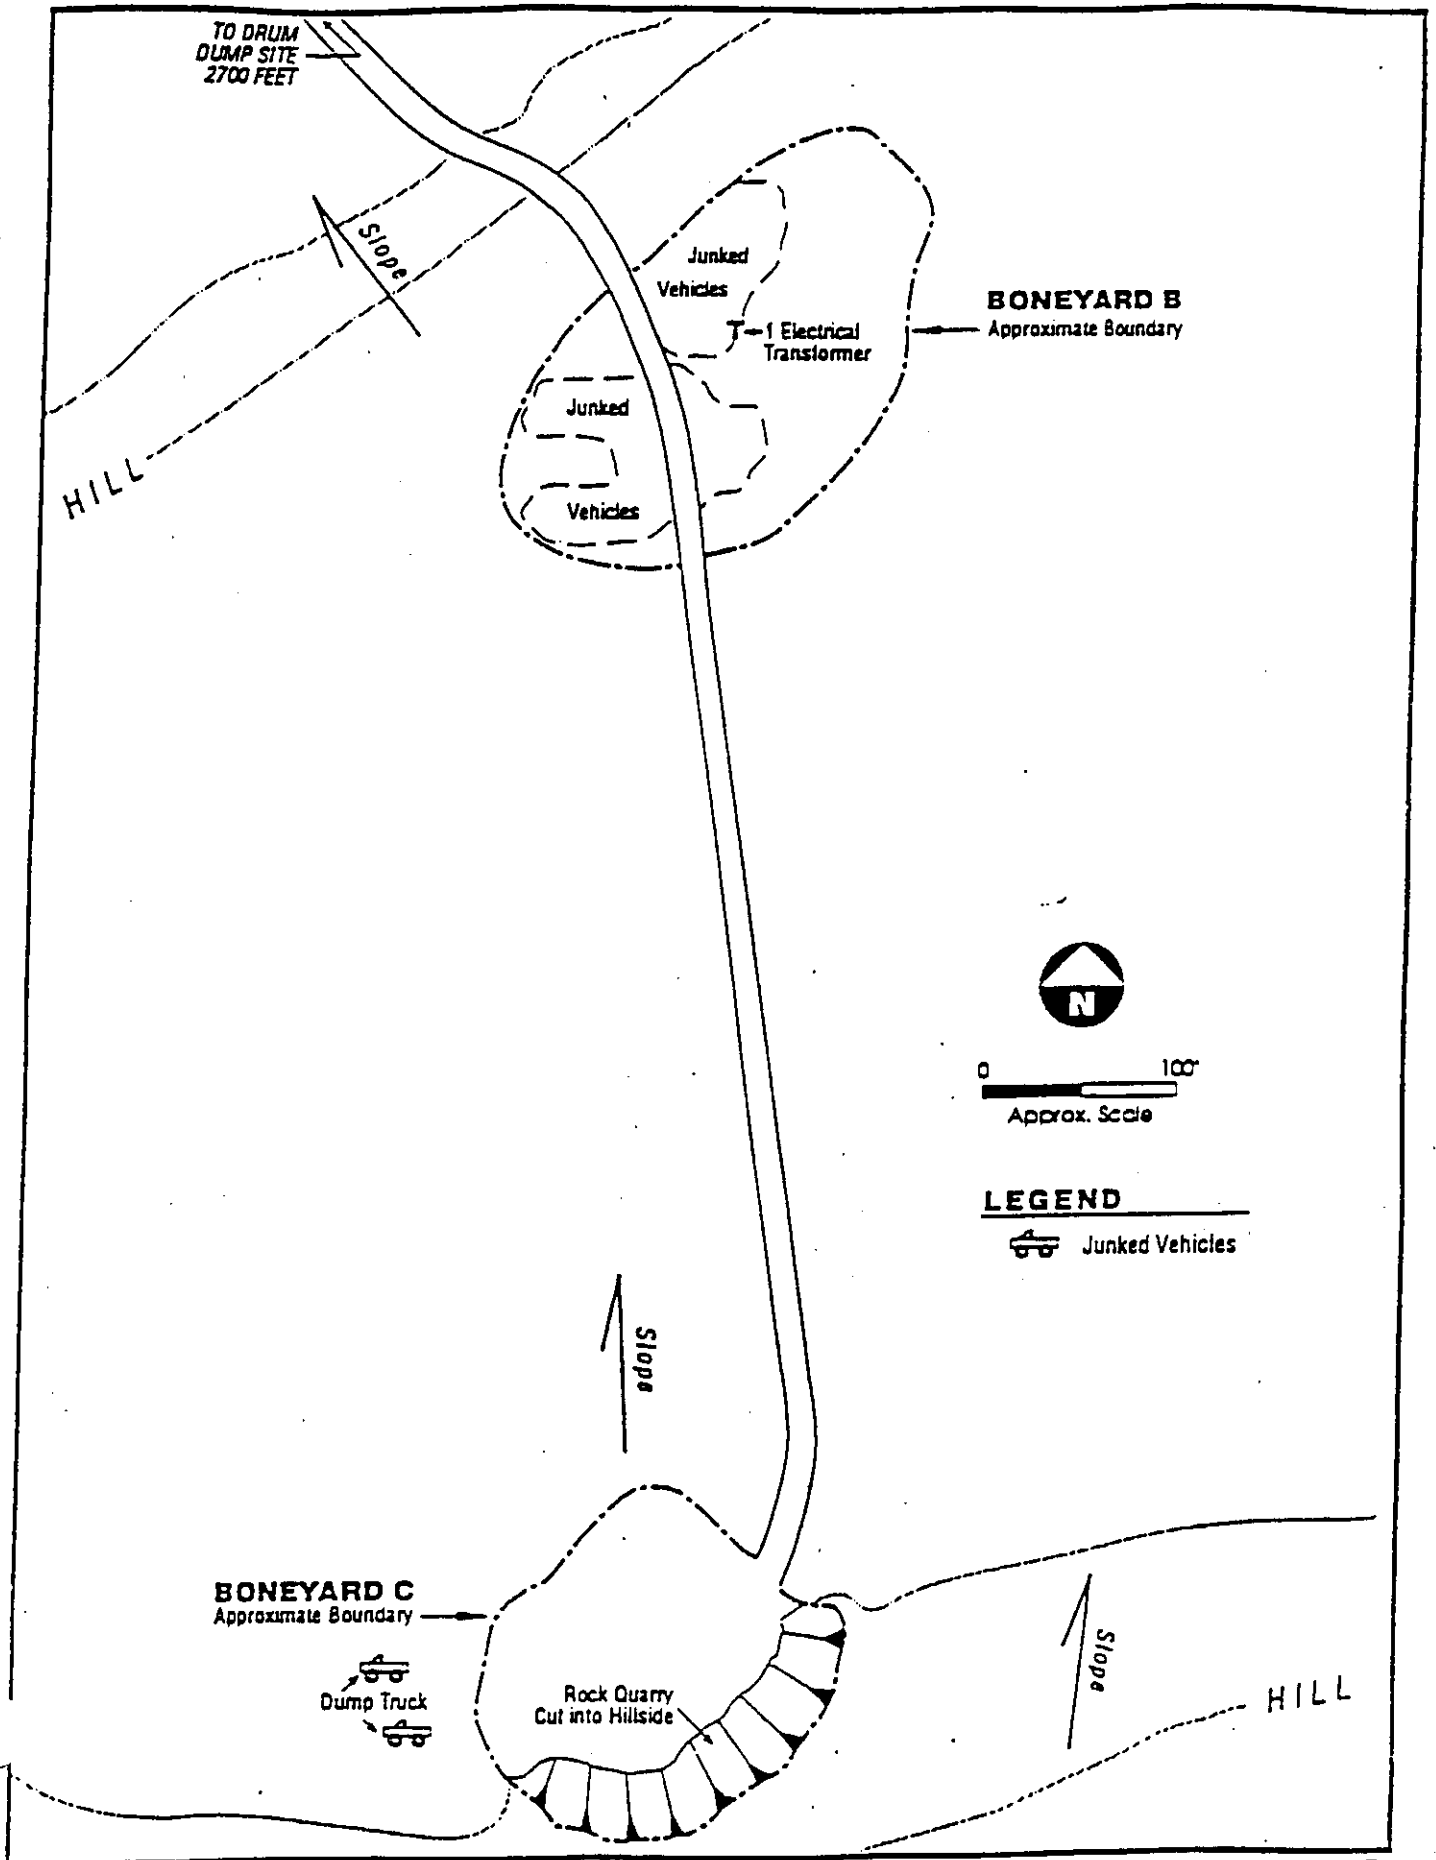 TO DRUM
DUMP SITE
2700 FEET
Slope
Junked
Vehicles
1 Electrical
Transformer
BONEYARD B
Approximate Boundary
Junked
Vehicles
HILL
N
0 100'
Approx. Scale
LEGEND
Junked Vehicles
Slope
BONEYARD C
Approximate Boundary
Dump Truck
Rock Quarry
Cut into Hillside
Slope
HILL